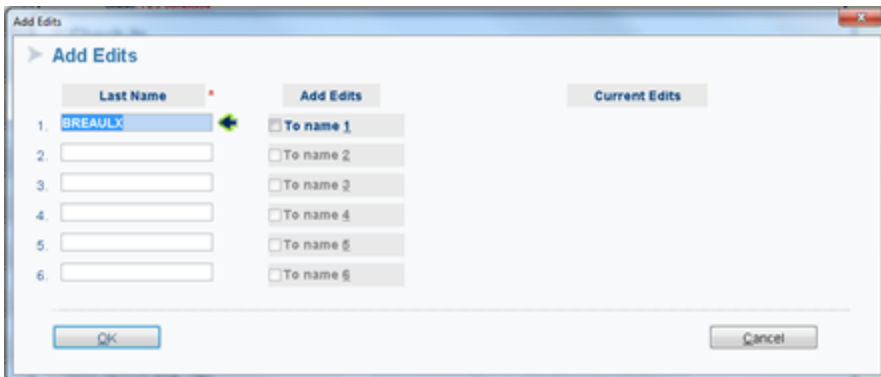 Add Edits
Add Edits
Last Name * Add Edits Current Edits
1. BREAULX To name 1
2. To name 2
3. To name 3
4. To name 4
5. To name 5
6. To name 6
OK Cancel